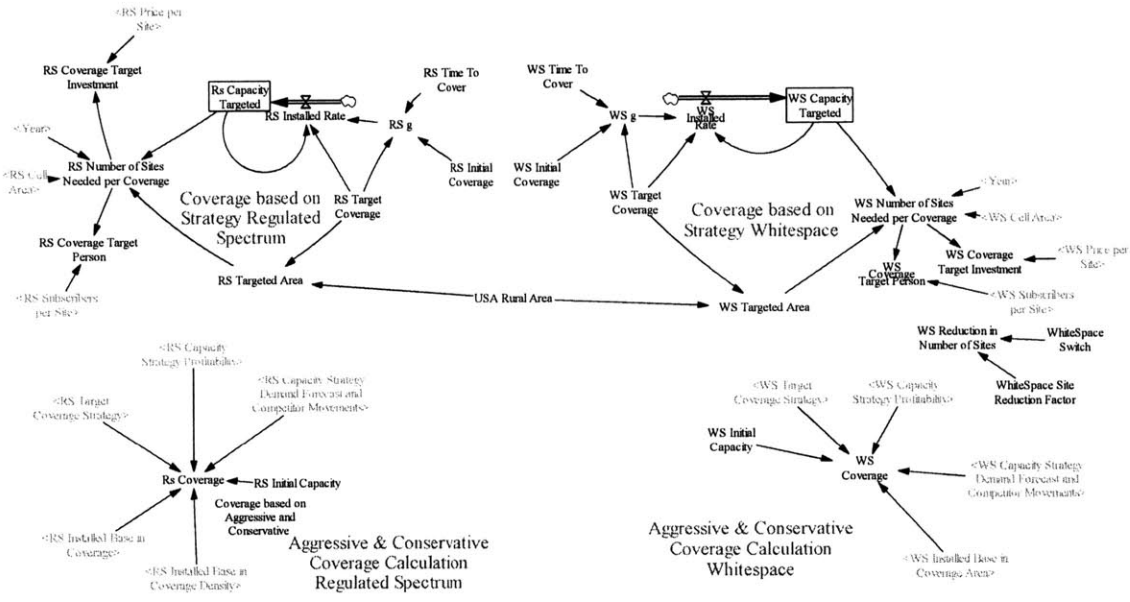 <RS Price per
Site>
RS Coverage Target
Investment
<Year>
<RS Cell
Area>
RS Number of Sites
Needed per Coverage
RS Coverage Target
Person
<RS Subscribers
per Site>
Rs Capacity
Targeted
RS Installed Rate
RS Time To
Cover
RS g
RS Initial
Coverage
RS Target
Coverage
Coverage based on
Strategy Regulated
Spectrum
RS Targeted Area
USA Rural Area
WS Time To
Cover
WS g
WS Initial
Coverage
WS
Installed
Rate
WS Capacity
Targeted
WS Target
Coverage
Coverage based on
Strategy Whitespace
WS Targeted Area
<Year>
WS Number of Sites
Needed per Coverage
<WS Cell Area>
WS Coverage
Target Investment
<WS Price per
Site>
WS
Coverage
Target Person
<WS Subscribers
per Site>
WS Reduction in
Number of Sites
WhiteSpace
Switch
WhiteSpace Site
Reduction Factor
<RS Capacity
Strategy Profitability>
<RS Target
Coverage Strategy>
<RS Capacity Strategy
Demand Forecast and
Competitor Movements>
Rs Coverage
RS Initial Capacity
Coverage based on
Aggressive and
Conservative
<RS Installed Base in
Coverage>
<RS Installed Base in
Coverage Density>
Aggressive & Conservative
Coverage Calculation
Regulated Spectrum
<WS Target
Coverage Strategy>
<WS Capacity
Strategy Profitability>
WS Initial
Capacity
WS
Coverage
<WS Capacity Strategy
Demand Forecast and
Competitor Movements>
<WS Installed Base in
Coverage Area>
Aggressive & Conservative
Coverage Calculation
Whitespace